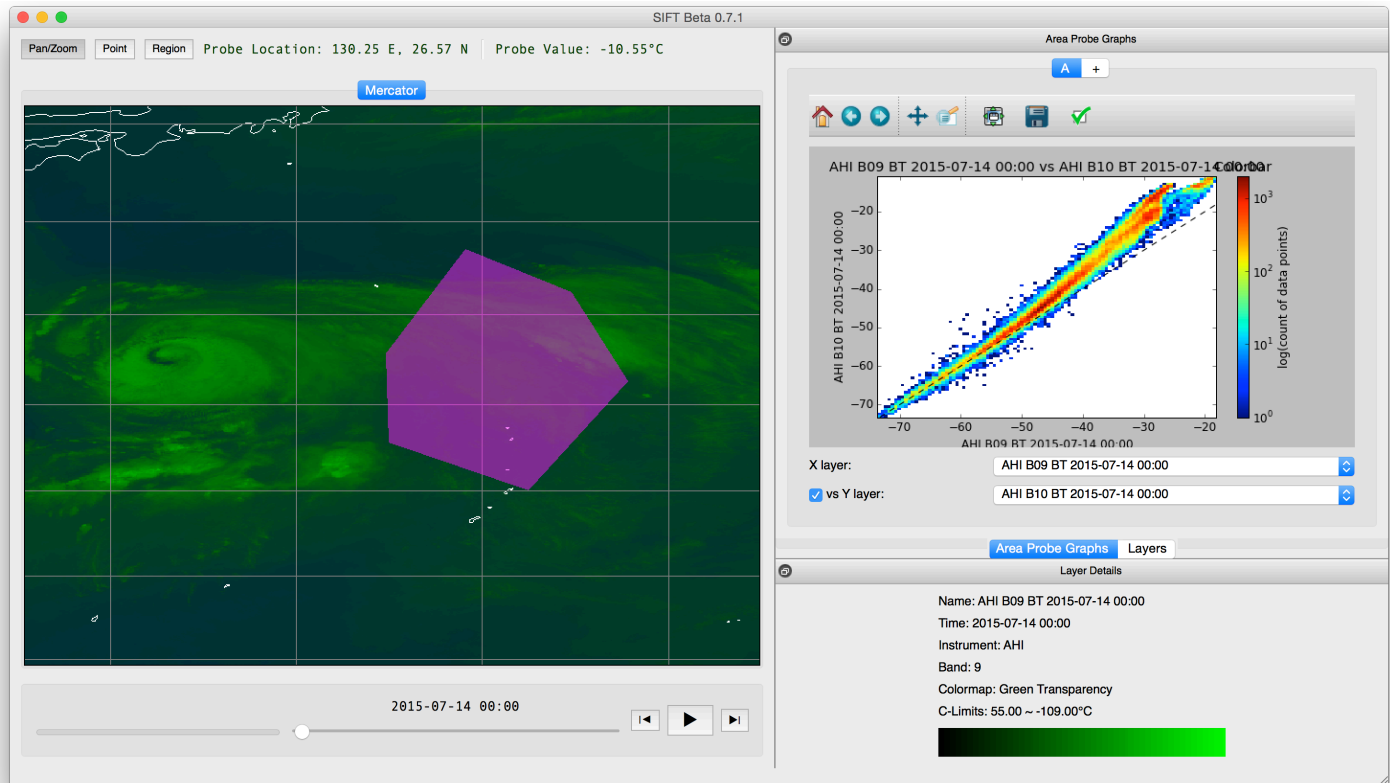 SIFT Beta 0.7.1
Pan/Zoom Point Region Probe Location: 130.25 E, 26.57 N Probe Value: -10.55°C
Mercator
2015-07-14 00:00
Area Probe Graphs
A +
AHI B09 BT 2015-07-14 00:00 vs AHI B10 BT 2015-07-14 00:00
Colorbar
AHI B10 BT 2015-07-14 00:00
−20
−30
−40
−50
−60
−70
−70 −60 −50 −40 −30 −20
AHI B09 BT 2015-07-14 00:00
10³
10²
10¹
10⁰
log(count of data points)
X layer: AHI B09 BT 2015-07-14 00:00
vs Y layer: AHI B10 BT 2015-07-14 00:00
Area Probe Graphs Layers
Layer Details
Name: AHI B09 BT 2015-07-14 00:00
Time: 2015-07-14 00:00
Instrument: AHI
Band: 9
Colormap: Green Transparency
C-Limits: 55.00 ~ -109.00°C